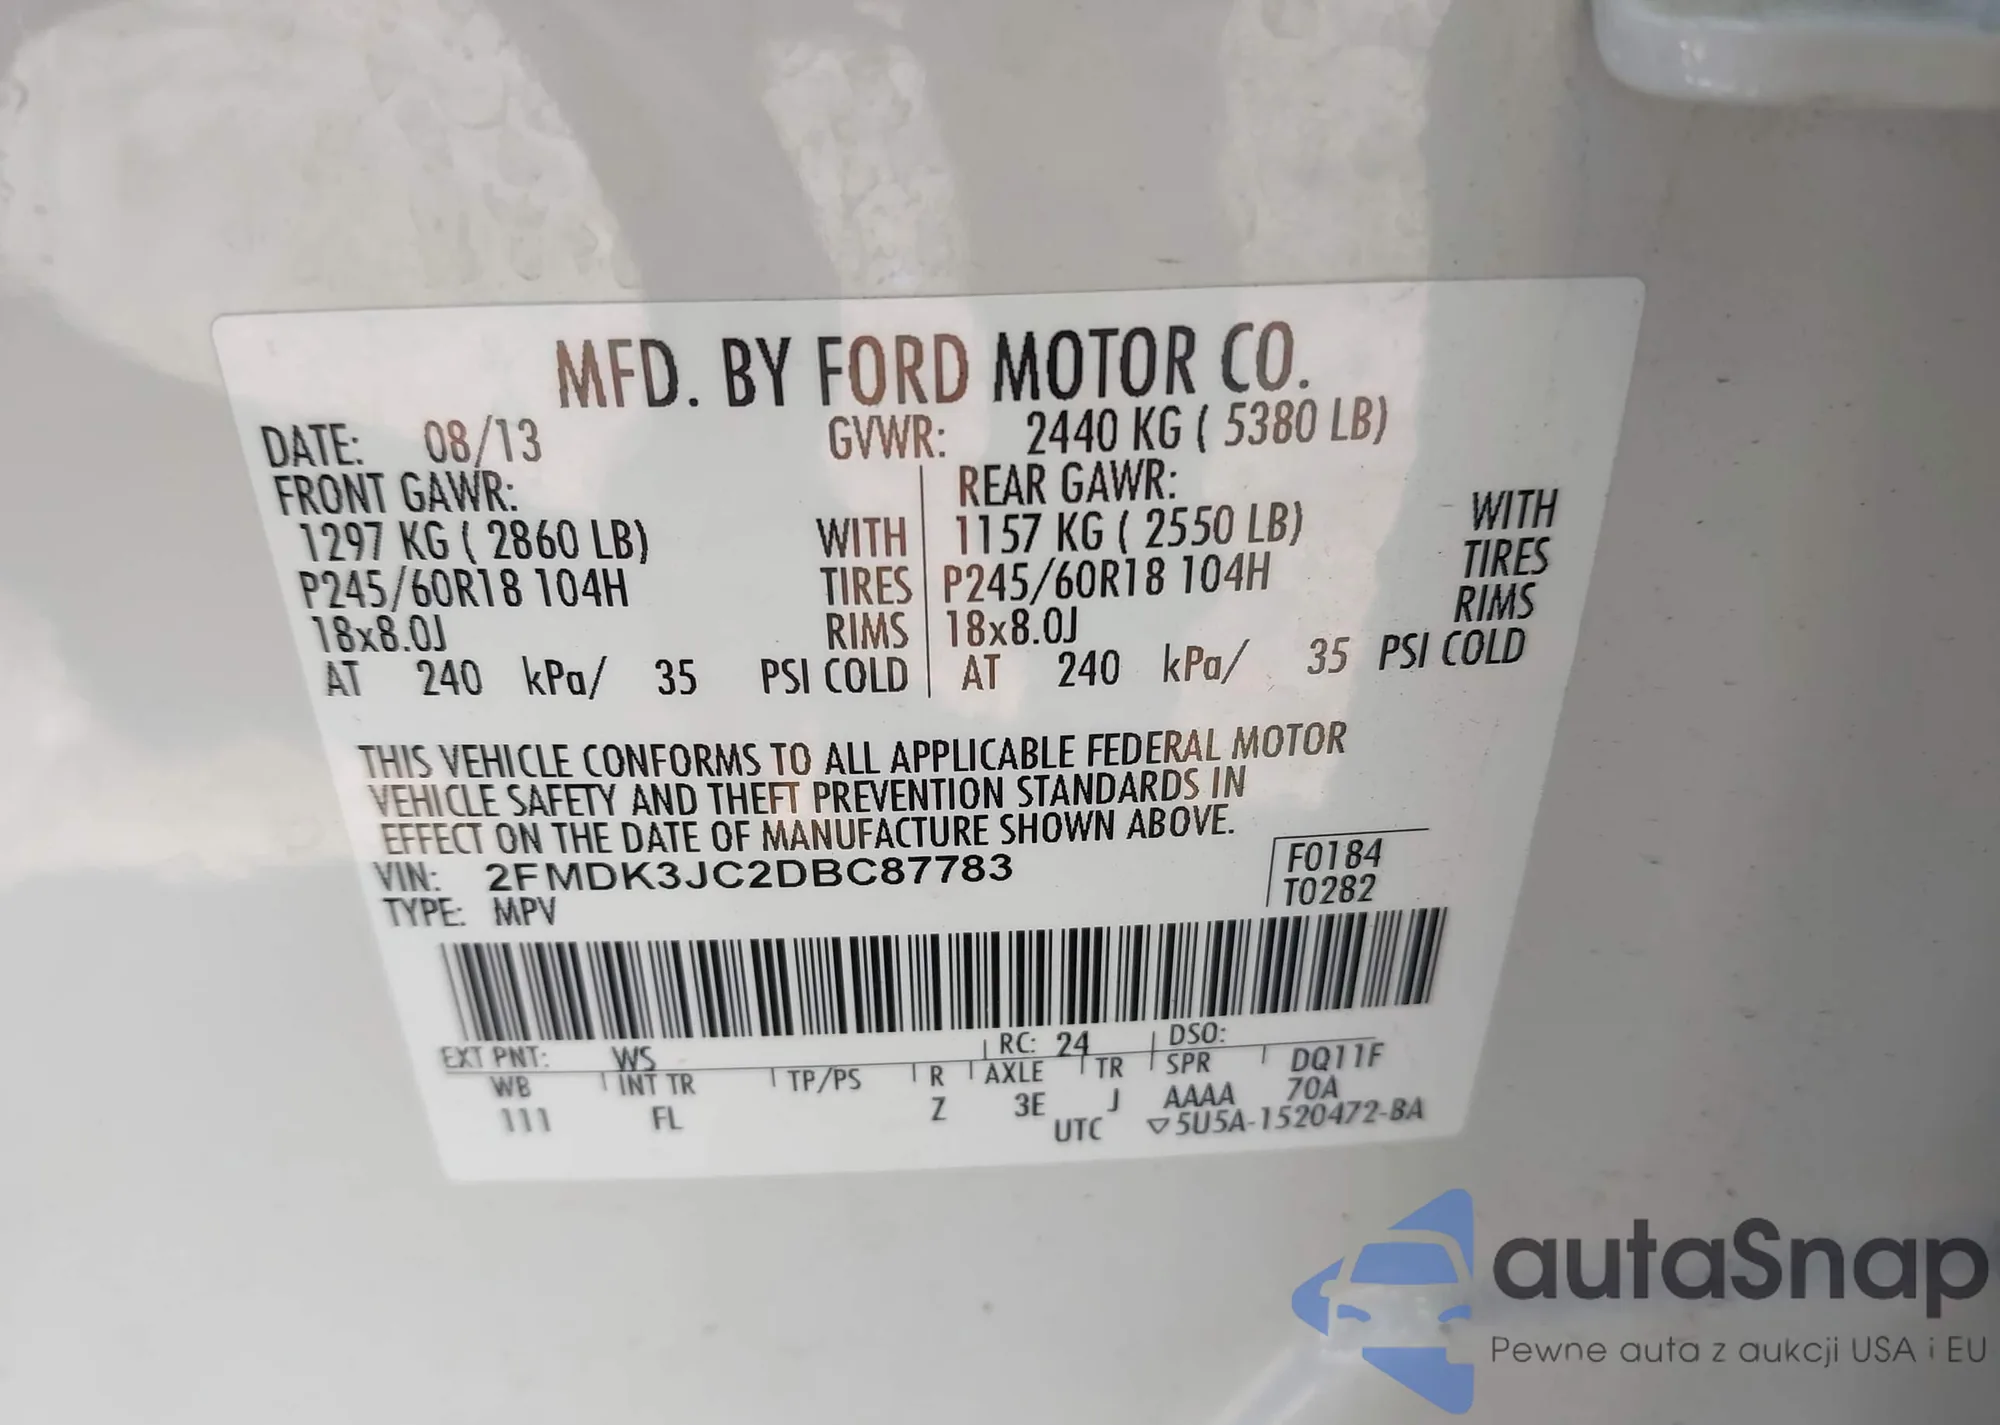 MFD. BY FORD MOTOR CO.
DATE: 08/13 GVWR: 2440 KG ( 5380 LB)
FRONT GAWR: REAR GAWR:
1297 KG ( 2860 LB) WITH 1157 KG ( 2550 LB) WITH
P245/60R18 104H TIRES P245/60R18 104H TIRES
18x8.0J RIMS 18x8.0J RIMS
AT 240 kPa/ 35 PSI COLD AT 240 kPa/ 35 PSI COLD
THIS VEHICLE CONFORMS TO ALL APPLICABLE FEDERAL MOTOR
VEHICLE SAFETY AND THEFT PREVENTION STANDARDS IN
EFFECT ON THE DATE OF MANUFACTURE SHOWN ABOVE.
VIN: 2FMDK3JC2DBC87783 F0184
TYPE: MPV T0282
EXT PNT: WS RC: 24 DSO:
WB INT TR TP/PS R AXLE TR SPR DQ11F
111 FL Z 3E J AAAA 70A
UTC ▽5U5A-1520472-BA
autaSnap
Pewne auta z aukcji USA i EU